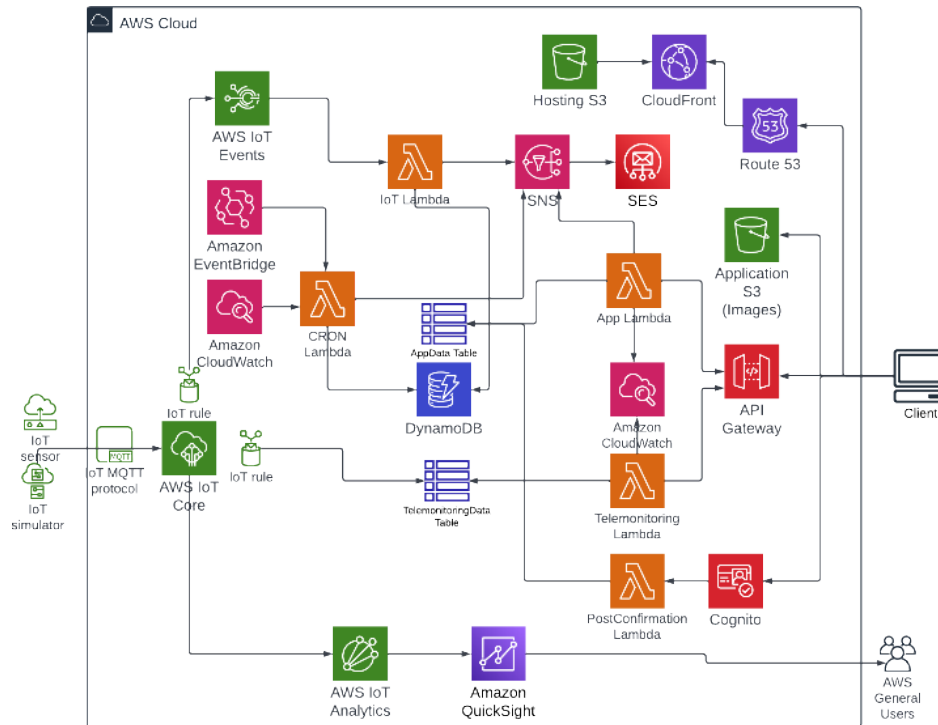 AWS Cloud
Hosting S3
CloudFront
53
Route 53
AWS IoT
Events
IoT Lambda
SNS
SES
Amazon
EventBridge
Application
S3
(Images)
CRON
Lambda
AppData Table
App Lambda
Amazon
CloudWatch
DynamoDB
Amazon
CloudWatch
API
Gateway
Client
IoT rule
IoT
sensor
MQTT
IoT MQTT
protocol
IoT
simulator
AWS IoT
Core
IoT rule
TelemonitoringData
Table
Telemonitoring
Lambda
PostConfirmation
Lambda
Cognito
AWS IoT
Analytics
Amazon
QuickSight
AWS
General
Users